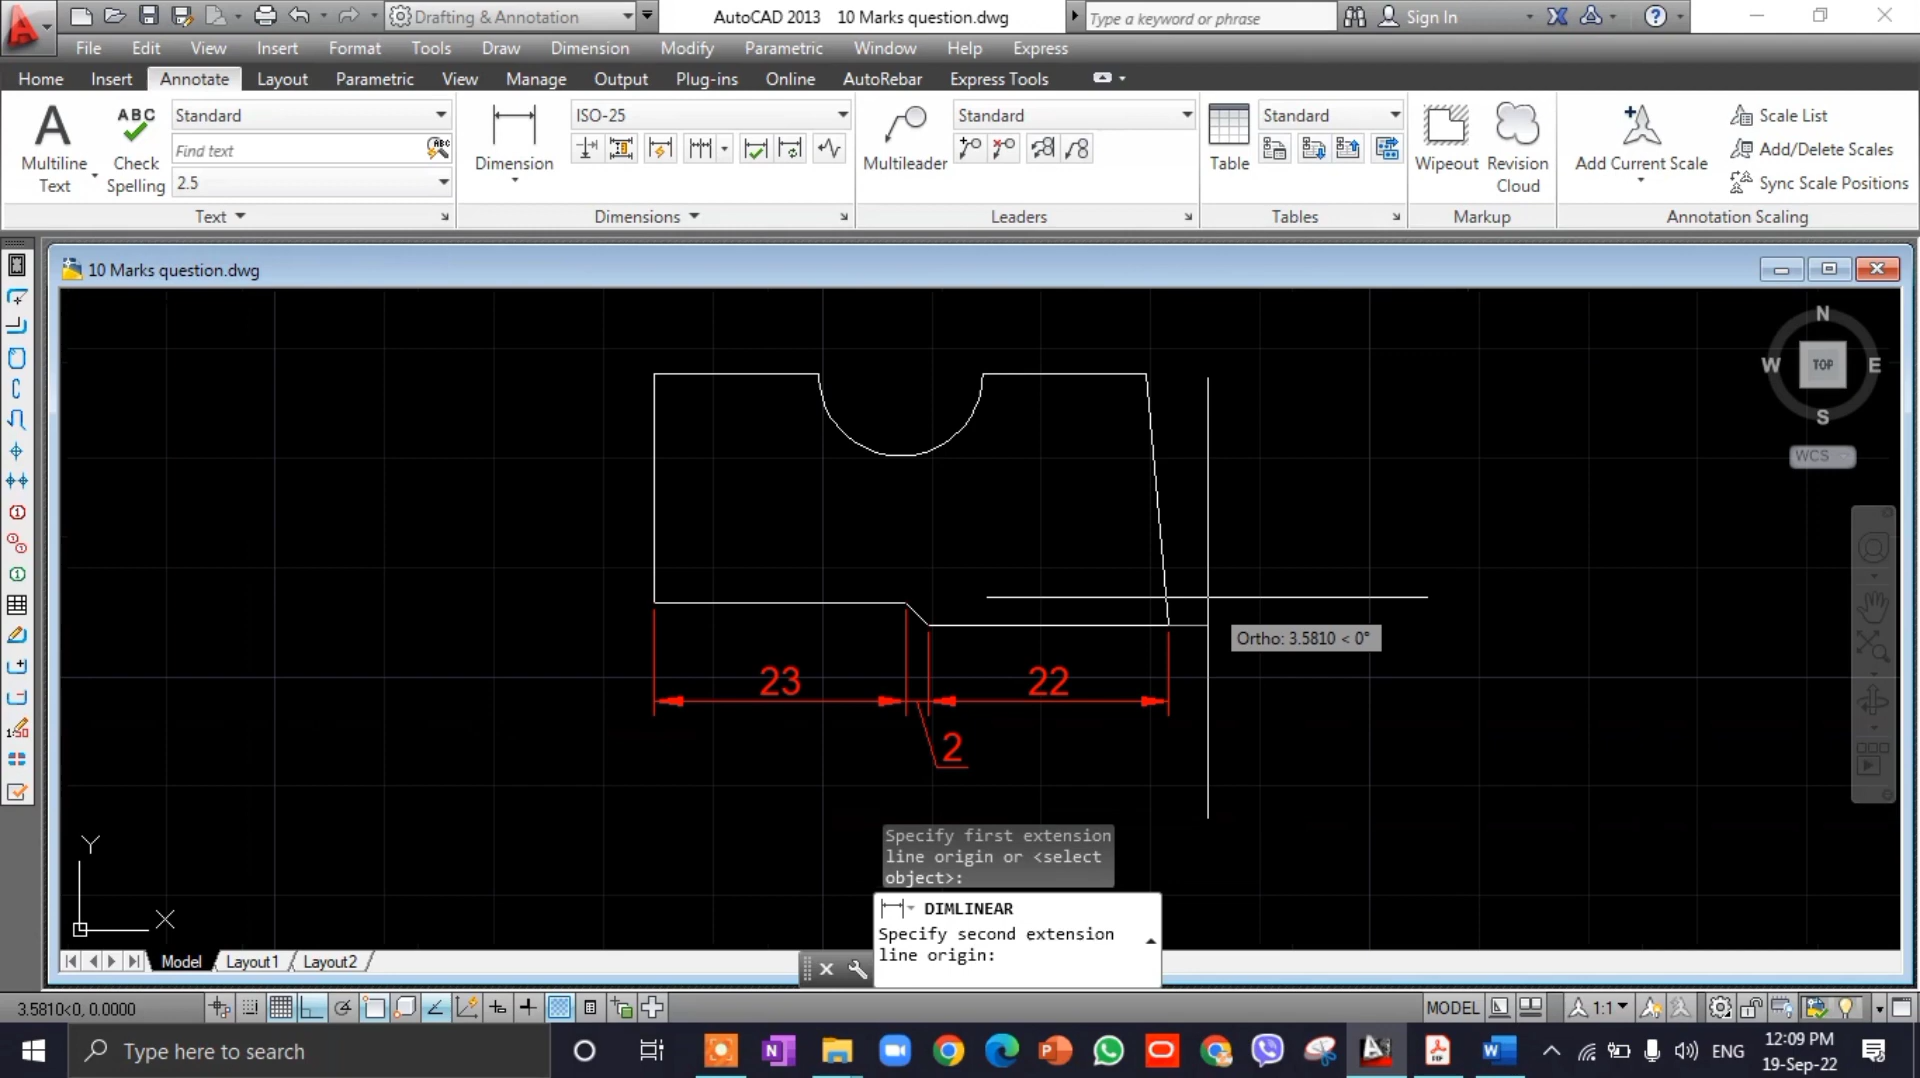 Drafting & Annotation
AutoCAD 2013 10 Marks question.dwg
Type a keyword or phrase
Sign In
File Edit View Insert Format Tools Draw Dimension Modify Parametric Window Help Express
Home Insert Annotate Layout Parametric View Manage Output Plug-ins Online AutoRebar Express Tools
A
Multiline
Text
ABC
Check
Spelling
Standard
Find text
ABC
2.5
Text
Dimension
ISO-25
Dimensions
Multileader
Standard
Leaders
Table
Standard
Tables
Wipeout
Revision
Cloud
Markup
Add Current Scale
Scale List
Add/Delete Scales
Sync Scale Positions
Annotation Scaling
10 Marks question.dwg
N
W TOP E
S
WCS
Ortho: 3.5810 < 0°
23
22
2
1:50
Y
X
Specify first extension
line origin or <select
object>:
DIMLINEAR
Specify second extension
line origin:
Model Layout1 Layout2
3.5810<0, 0.0000
MODEL
1:1
Type here to search
ENG
12:09 PM
19-Sep-22